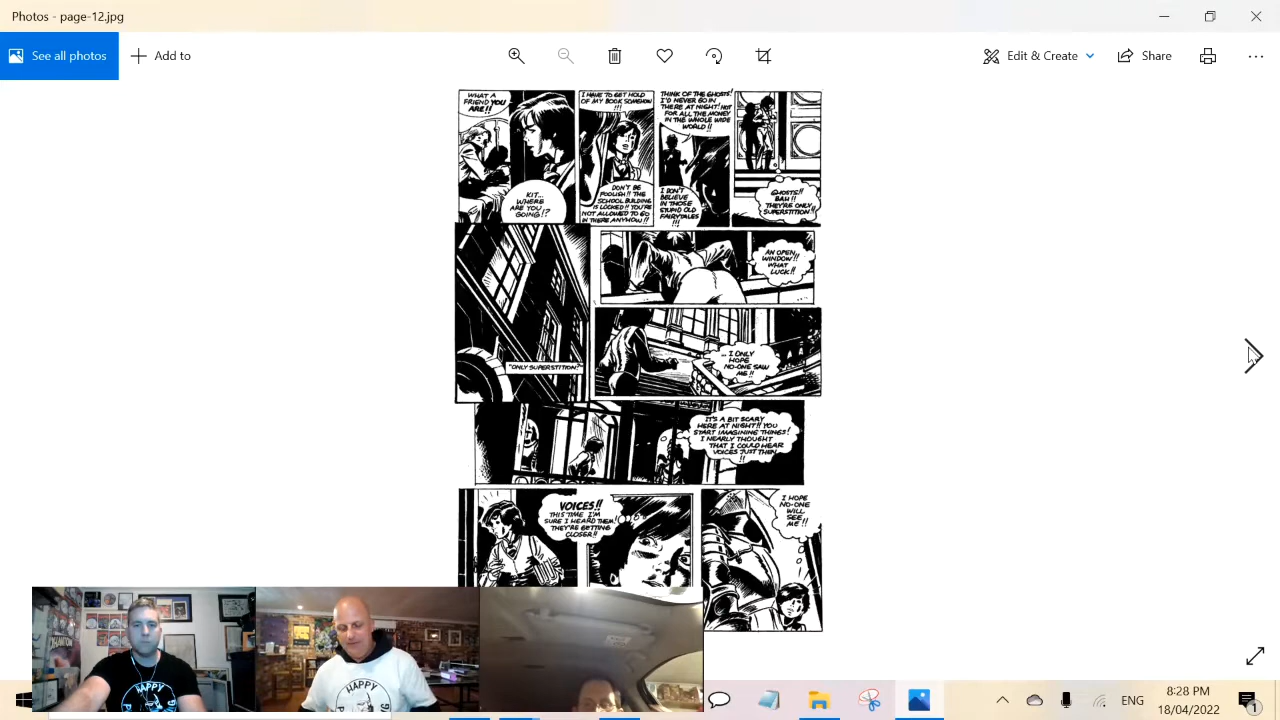 Photos - page-12.jpg
See all photos
Add to
Edit & Create
Share
WHAT A
FRIEND YOU
ARE!!
KIT...
WHERE
ARE YOU
GOING!?
I HAVE TO GET HOLD
OF MY BOOK SOMEHOW
!!!
DON'T BE
FOOLISH!! THE
SCHOOL BUILDING
IS LOCKED!! YOU'RE
NOT ALLOWED TO GO
IN THERE ANYHOW!!
THINK OF THE GHOSTS!
I'D NEVER GO IN
THERE AT NIGHT! NOT
FOR ALL THE MONEY
IN THE WHOLE WIDE
WORLD!!
I DON'T
BELIEVE
IN THOSE
STUPID OLD
FAIRYTALES
!!!
GHOSTS!!
BAH!!
THEY'RE ONLY
SUPERSTITION!!
"ONLY SUPERSTITION?"
AN OPEN
WINDOW!!
WHAT
LUCK!!
... I ONLY
HOPE
NO-ONE SAW
ME!!
IT'S A BIT SCARY
HERE AT NIGHT!! YOU
START IMAGINING THINGS!
I NEARLY THOUGHT
THAT I COULD HEAR
VOICES JUST THEN
!!
VOICES!!
THIS TIME I'M
SURE I HEARD THEM!
THEY'RE GETTING
CLOSER!!
I HOPE
NO-ONE
WILL
SEE
ME!!
HAPPY
HAPPY
ENG
8:28 PM
18/04/2022
1